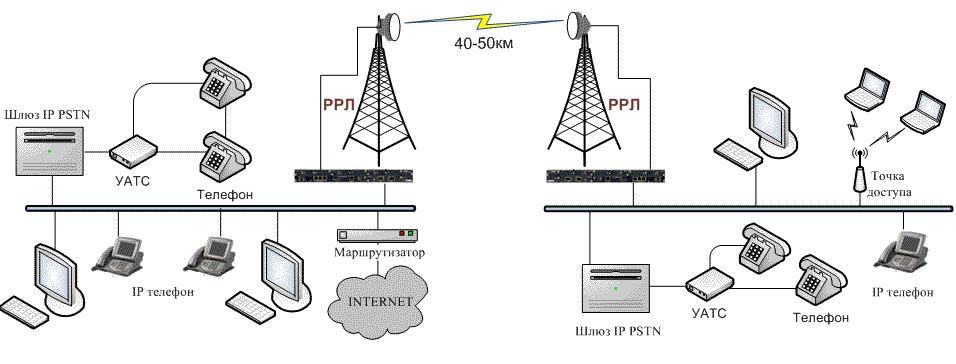 40-50км
РРЛ
РРЛ
Шлюз IP PSTN
УАТС
Телефон
Точка
доступа
Маршрутизатор
IP телефон
INTERNET
IP телефон
УАТС
Телефон
Шлюз IP PSTN